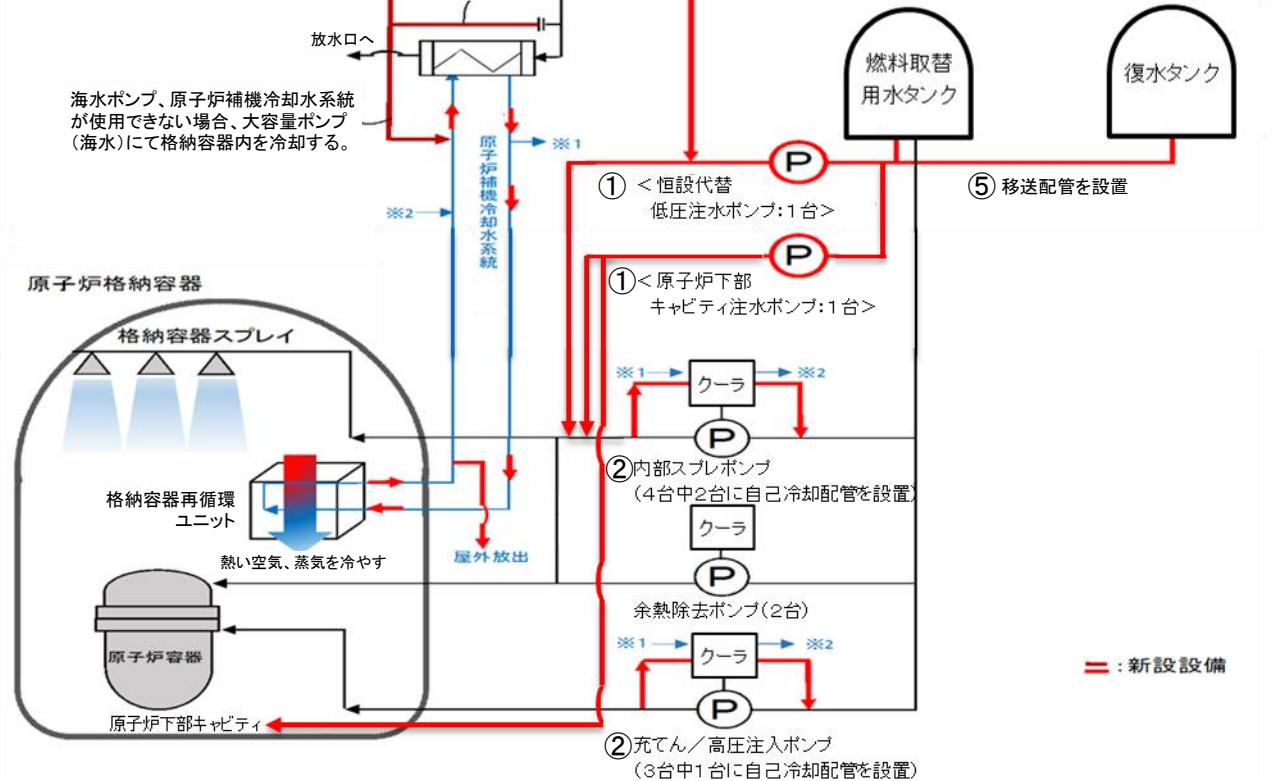 放水口へ
海水ポンプ、原子炉補機冷却水系統
が使用できない場合、大容量ポンプ
（海水）にて格納容器内を冷却する。
原子炉補機冷却水系統
※1
※2
燃料取替
用水タンク
復水タンク
P
①＜恒設代替
低圧注水ポンプ：1台＞
⑤ 移送配管を設置
P
①＜原子炉下部
キャビティ注水ポンプ：1台＞
原子炉格納容器
格納容器スプレイ
※1
クーラ
※2
P
②内部スプレポンプ
（4台中2台に自己冷却配管を設置）
格納容器再循環
ユニット
熱い空気、蒸気を冷やす
屋外放出
クーラ
P
余熱除去ポンプ（2台）
※1
クーラ
※2
P
原子炉容器
原子炉下部キャビティ
②充てん／高圧注入ポンプ
（3台中1台に自己冷却配管を設置）
：新設設備